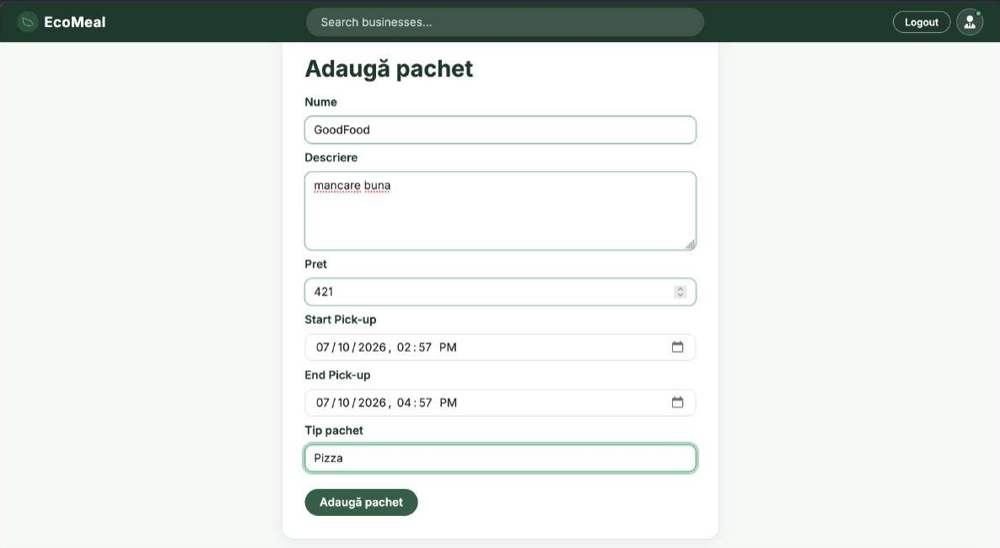 EcoMeal
Search businesses...
Logout
Adaugă pachet
Nume
GoodFood
Descriere
mancare buna
Pret
421
Start Pick-up
07/10/2026, 02:57 PM
End Pick-up
07/10/2026, 04:57 PM
Tip pachet
Pizza
Adaugă pachet